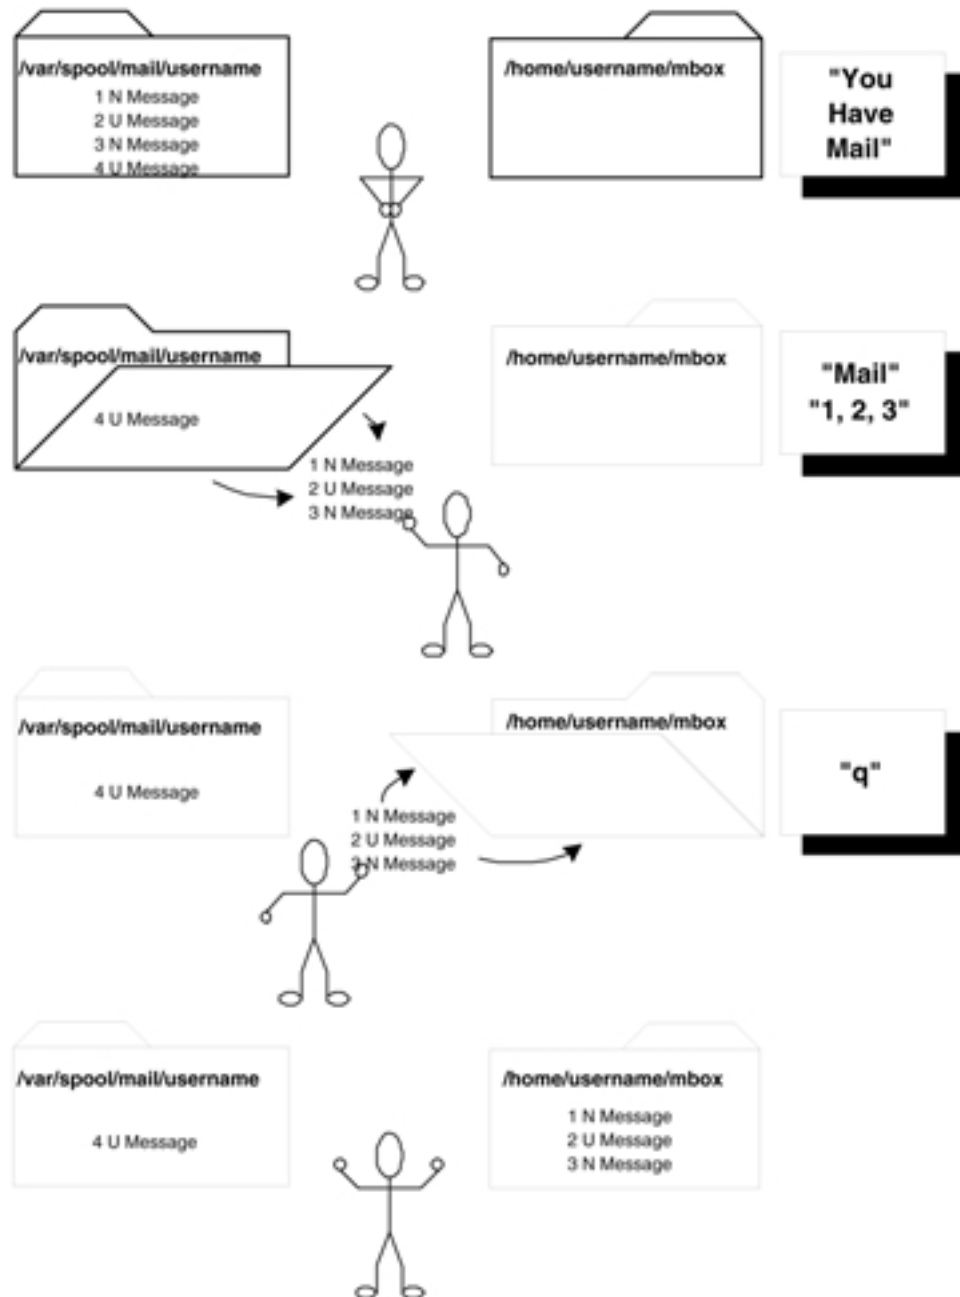 /var/spool/mail/username
1 N Message
2 U Message
3 N Message
4 U Message
/home/username/mbox
"You
Have
Mail"
/var/spool/mail/username
4 U Message
1 N Message
2 U Message
3 N Message
/home/username/mbox
"Mail"
"1, 2, 3"
/var/spool/mail/username
4 U Message
1 N Message
2 U Message
3 N Message
/home/username/mbox
"q"
/var/spool/mail/username
4 U Message
/home/username/mbox
1 N Message
2 U Message
3 N Message